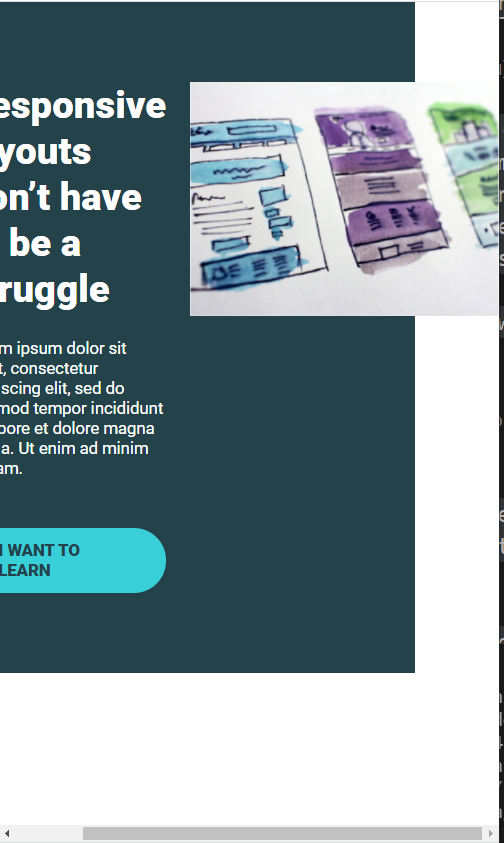 esponsive
youts
on't have
be a
ruggle
m ipsum dolor sit
t, consectetur
scing elit, sed do
mod tempor incididunt
pore et dolore magna
a. Ut enim ad minim
am.
I WANT TO
LEARN